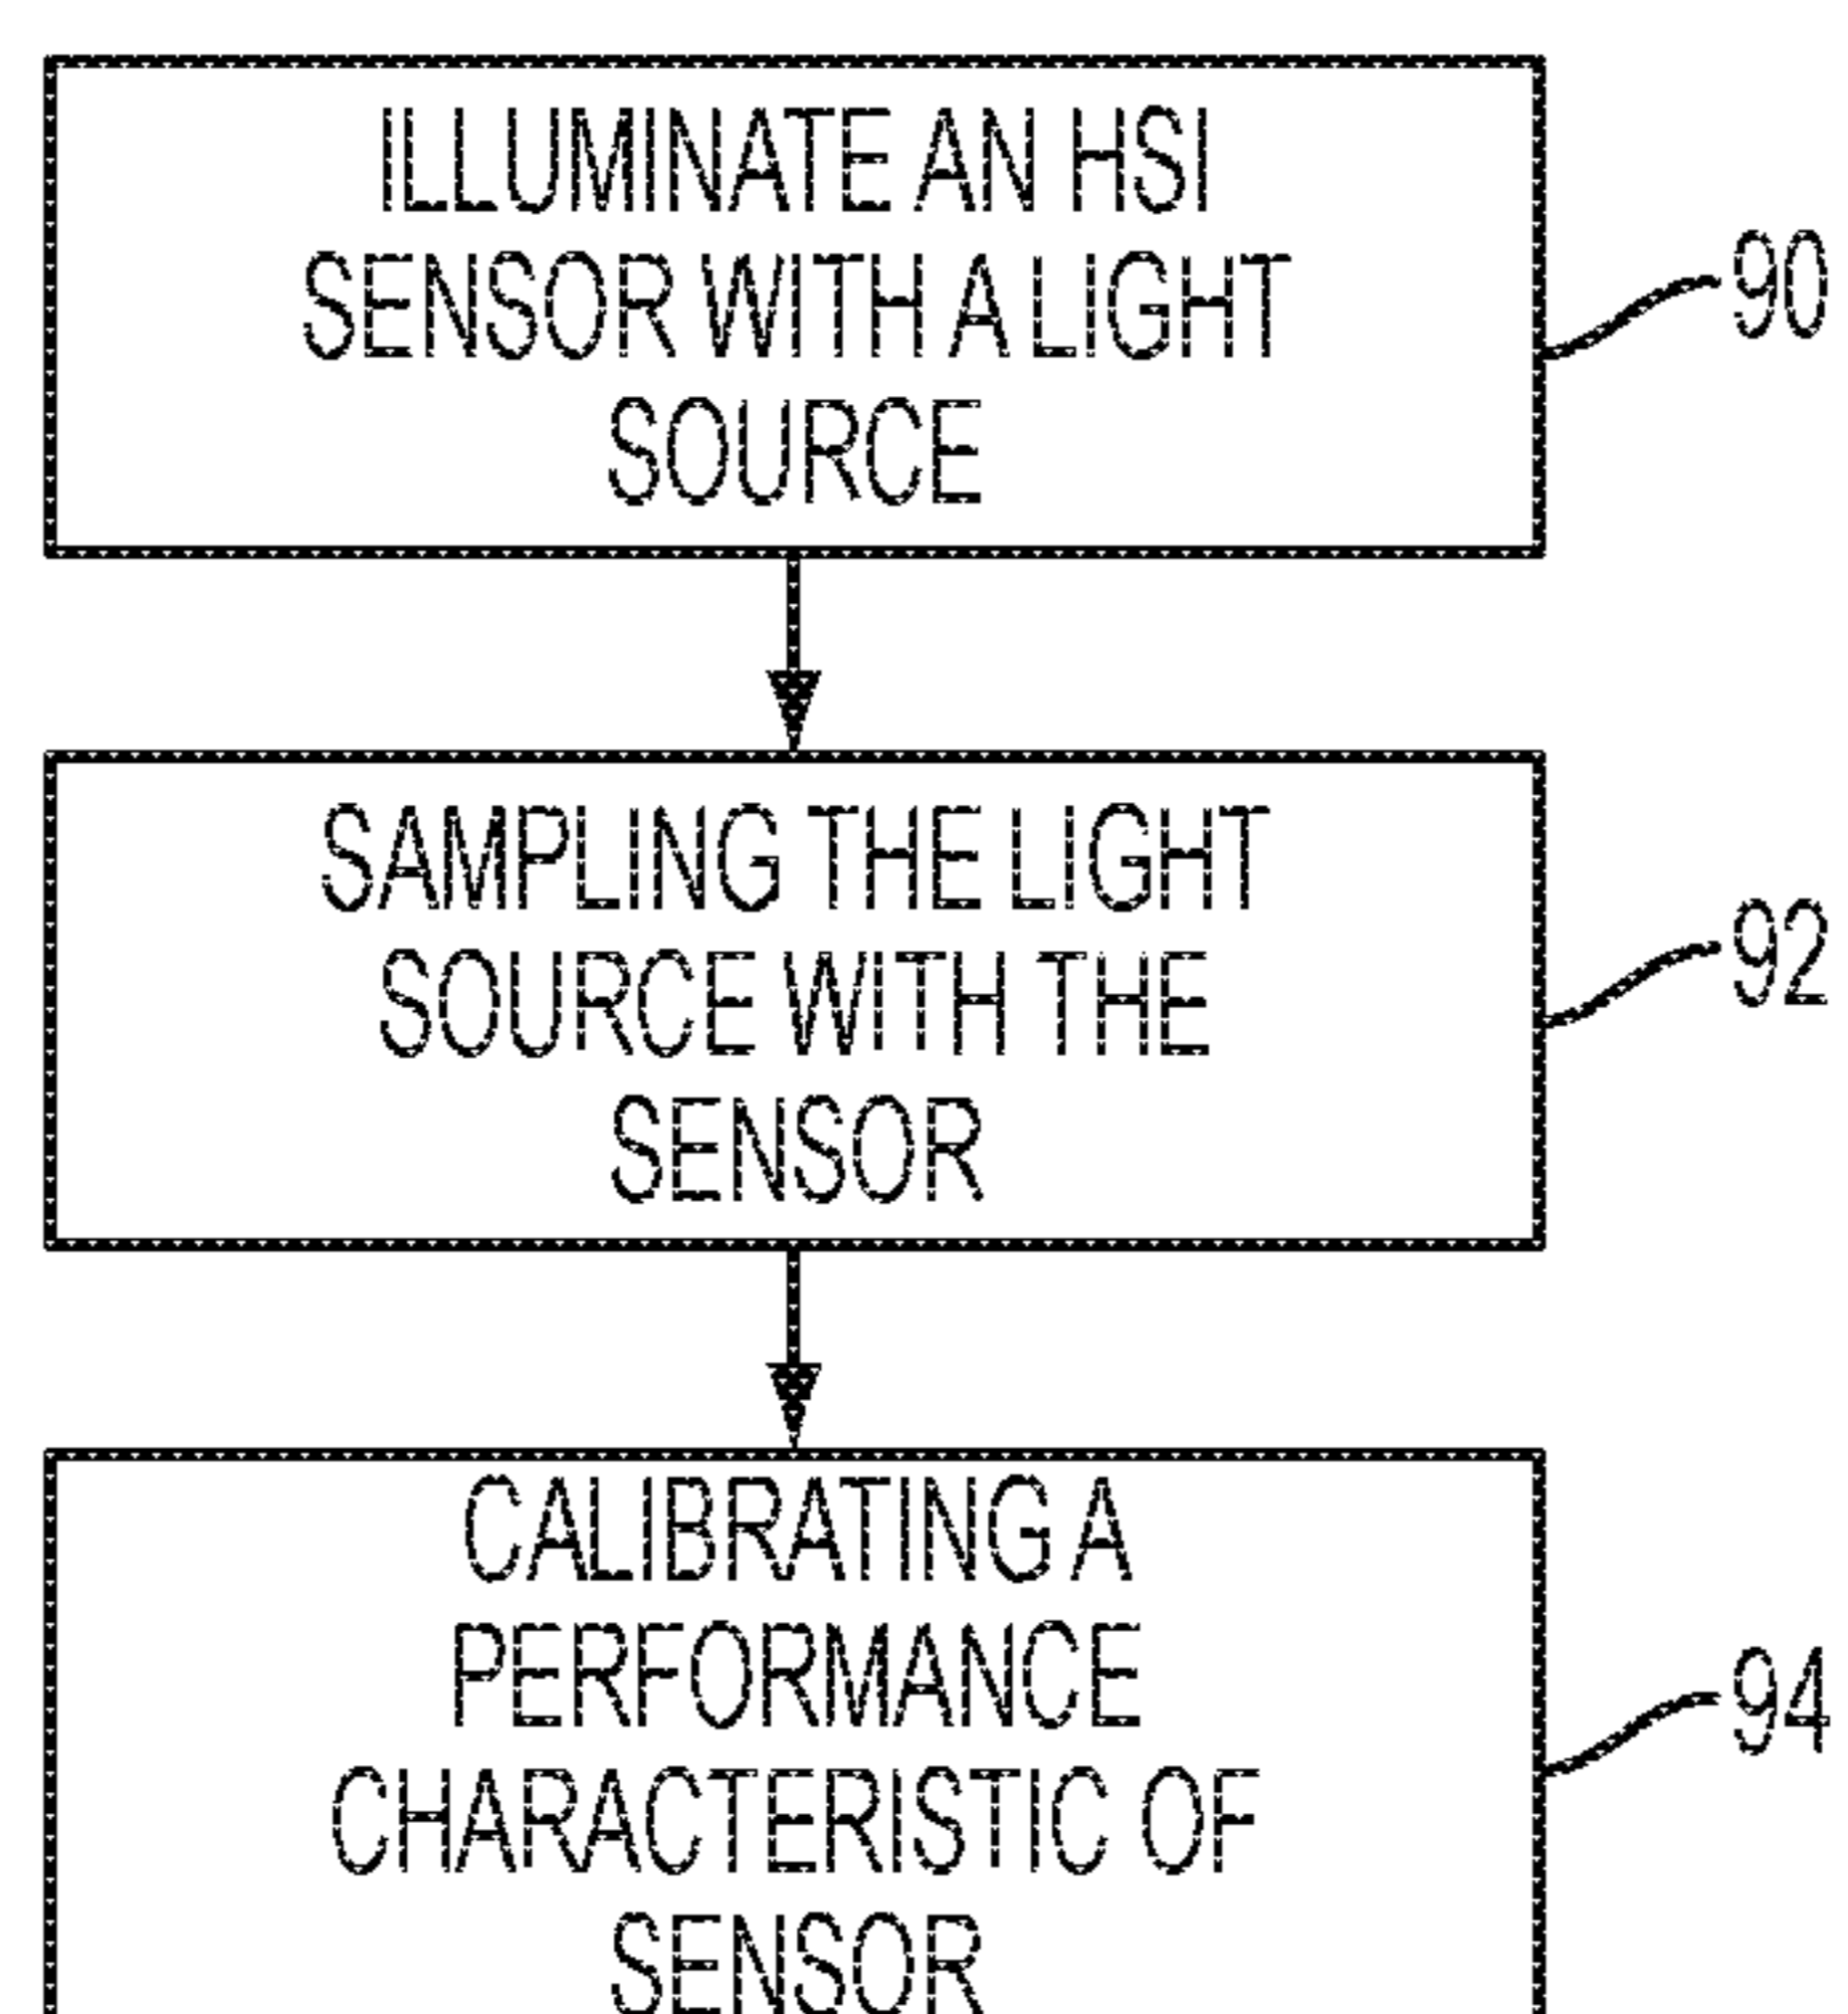 ILLUMINATE AN HSI
SENSOR WITH A LIGHT
SOURCE
90
SAMPLING THE LIGHT
SOURCE WITH THE
SENSOR
92
CALIBRATING A
PERFORMANCE
CHARACTERISTIC OF
SENSOR
94